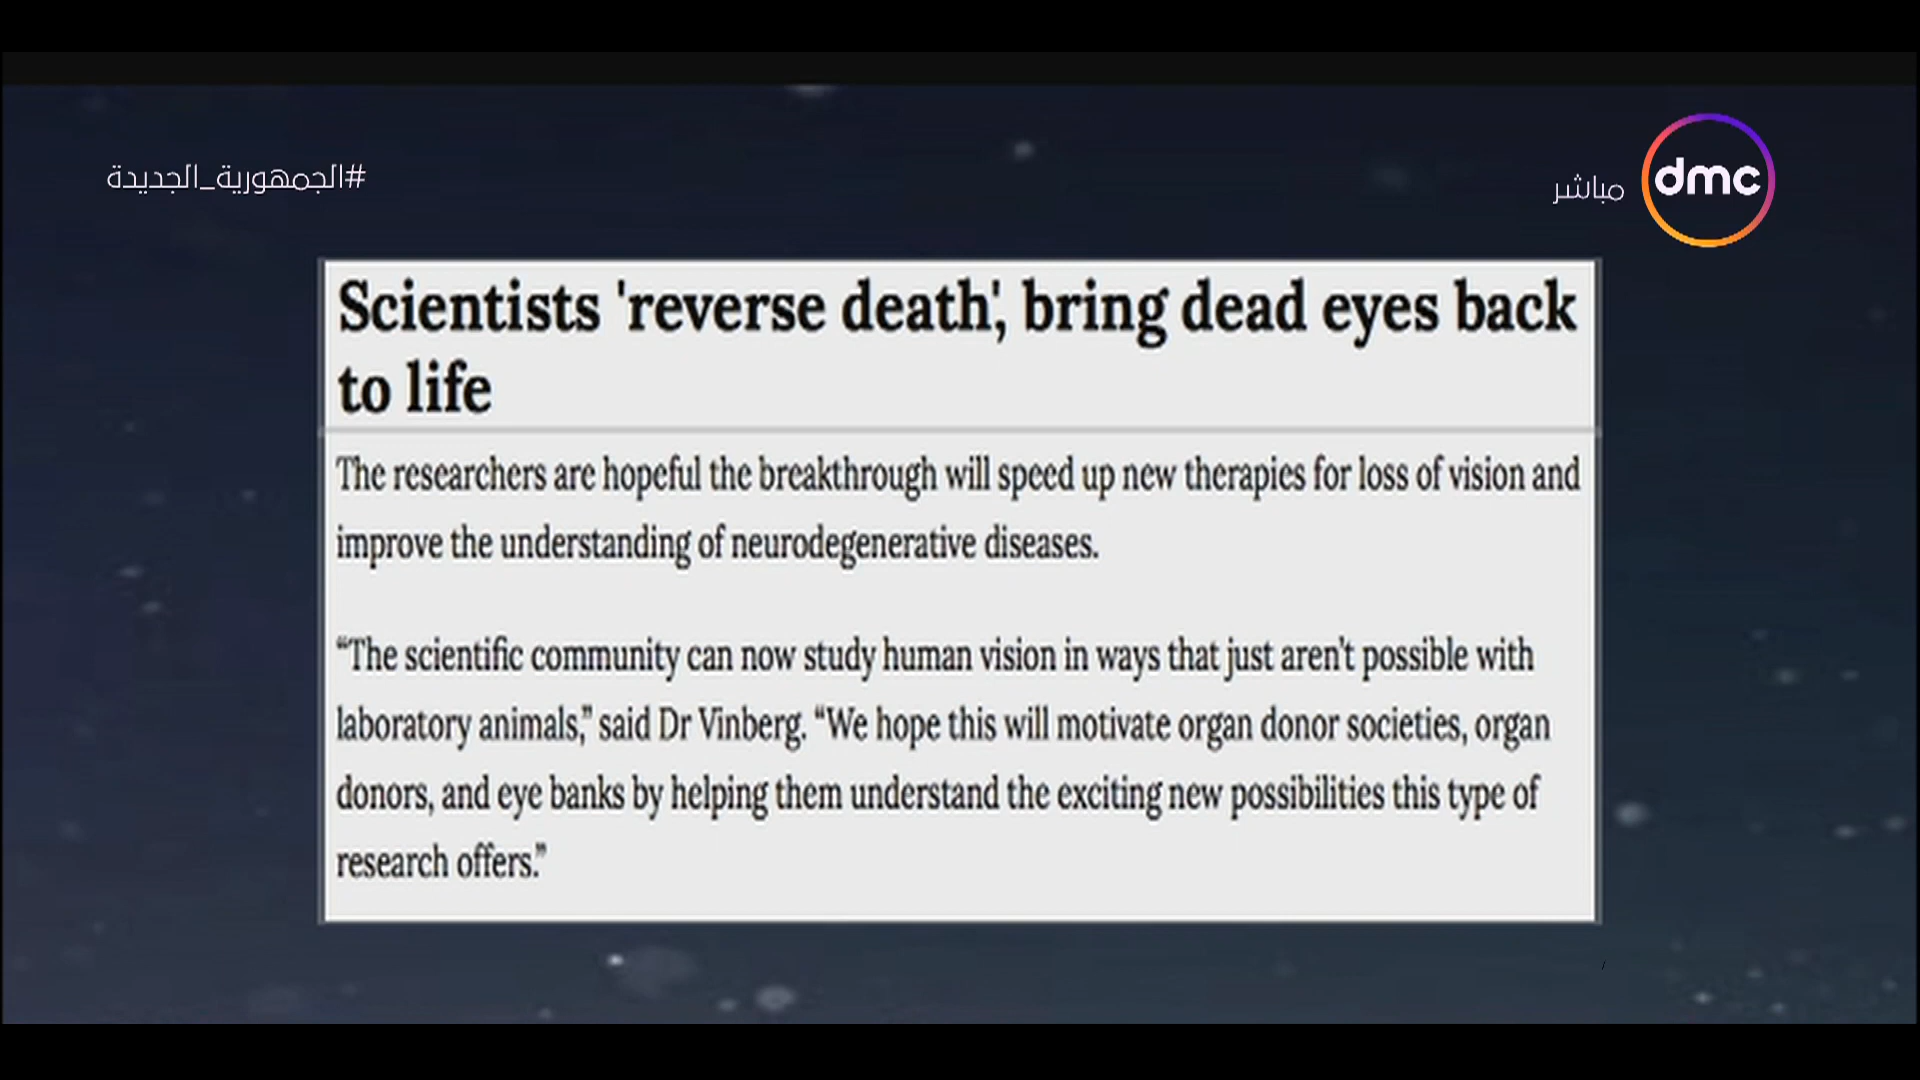 #الجمهورية_الجديدة
مباشر
dmc
Scientists 'reverse death', bring dead eyes back
to life
The researchers are hopeful the breakthrough will speed up new therapies for loss of vision and
improve the understanding of neurodegenerative diseases.
“The scientific community can now study human vision in ways that just aren't possible with
laboratory animals,” said Dr Vinberg. “We hope this will motivate organ donor societies, organ
donors, and eye banks by helping them understand the exciting new possibilities this type of
research offers.”